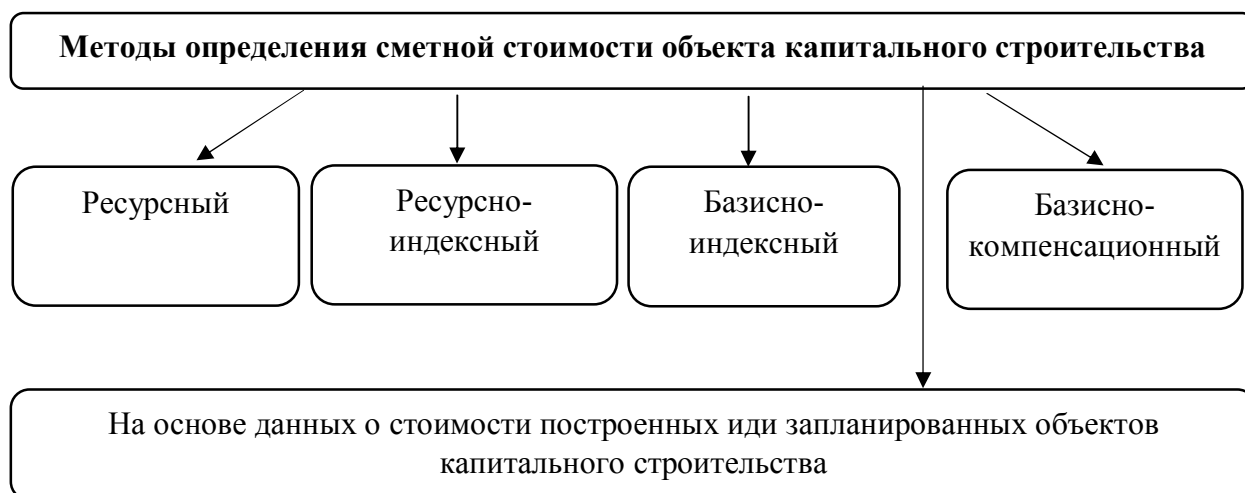 Методы определения сметной стоимости объекта капитального строительства
Ресурсный
Ресурсно-
индексный
Базисно-
индексный
Базисно-
компенсационный
На основе данных о стоимости построенных иди запланированных объектов
капитального строительства